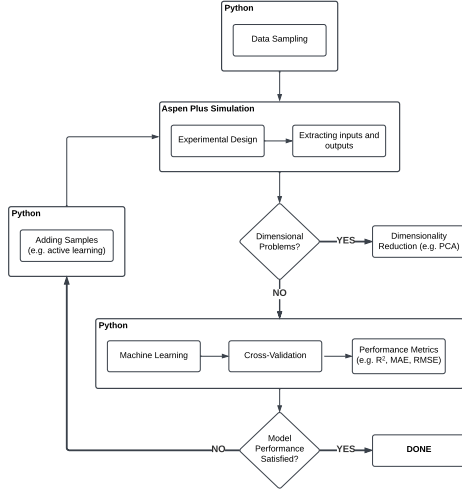 Python
Data Sampling
Aspen Plus Simulation
Experimental Design
Extracting inputs and
outputs
Python
Adding Samples
(e.g. active learning)
Dimensional
Problems?
YES
Dimensionality
Reduction (e.g. PCA)
NO
Python
Machine Learning
Cross-Validation
Performance Metrics
(e.g. R², MAE, RMSE)
Model
Performance
Satisfied?
NO
YES
DONE